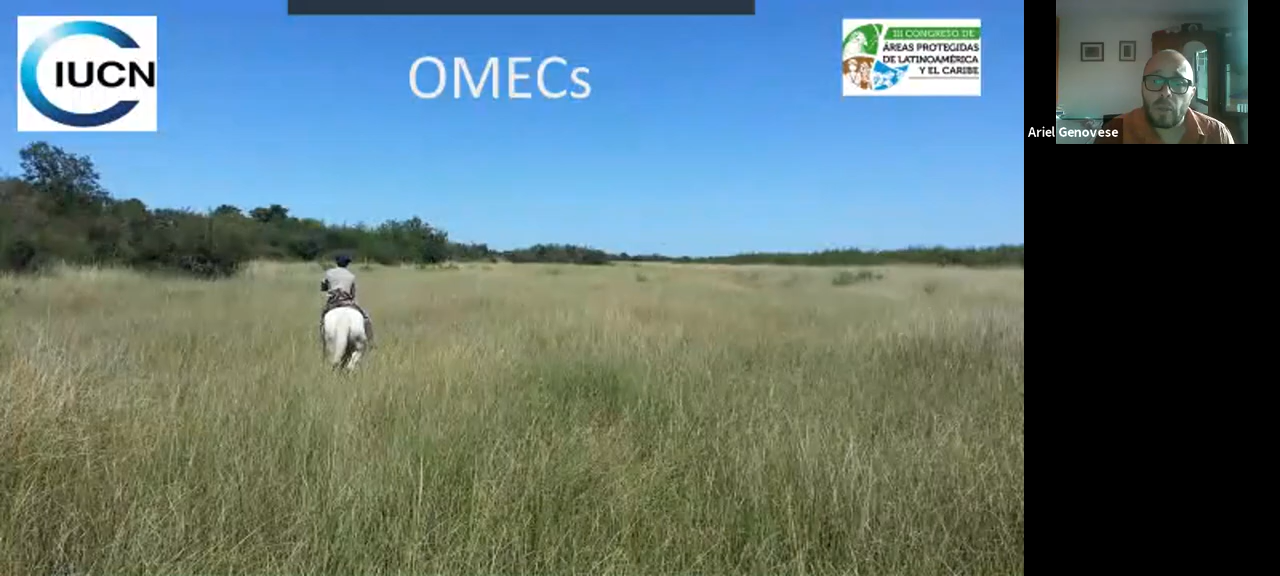 IUCN
OMECs
III CONGRESO DE
ÁREAS PROTEGIDAS
DE LATINOAMÉRICA
Y EL CARIBE
Ariel Genovese